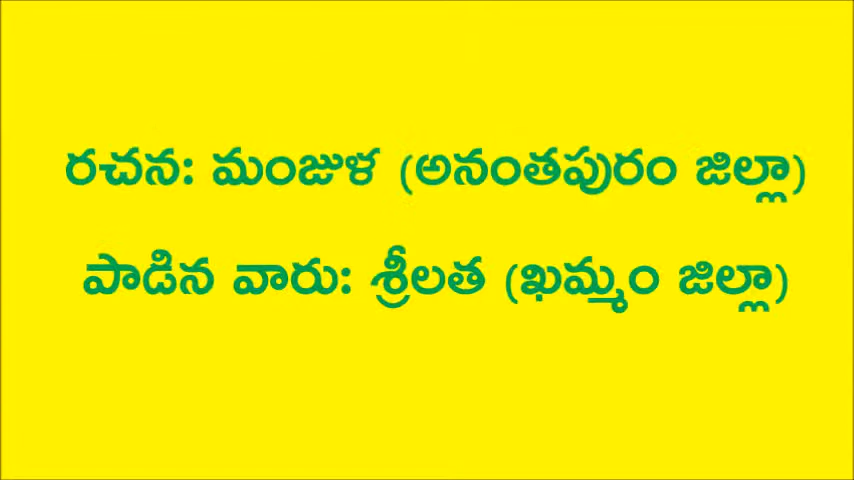 రచన: మంజుళ (అనంతపురం జిల్లా)
పాడిన వారు: శ్రీలత (ఖమ్మం జిల్లా)